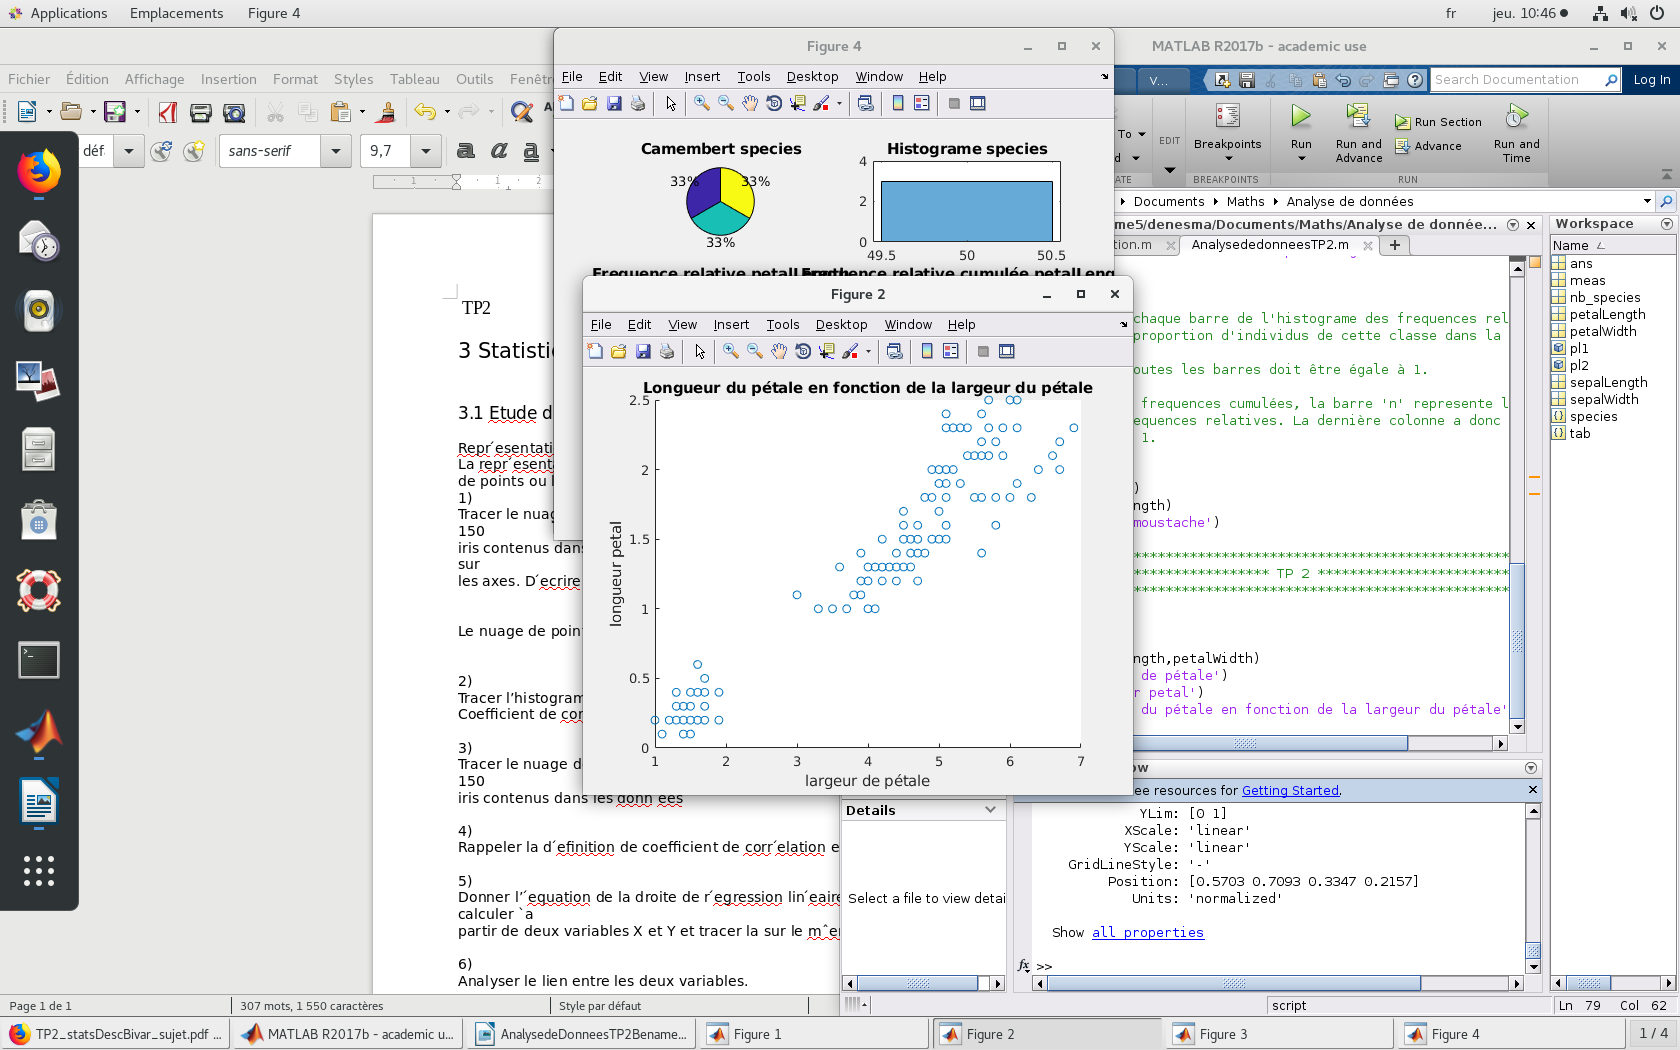 Applications Emplacements Figure 4 fr jeu. 10:46
Figure 4
MATLAB R2017b - academic use
Fichier Édition Affichage Insertion Format Styles Tableau Outils Fenêtr
File Edit View Insert Tools Desktop Window Help
V... Search Documentation Log In
To EDIT Breakpoints Run Run and Advance Run Section Advance Run and Time
BREAKPOINTS RUN
déf. sans-serif 9,7
Documents Maths Analyse de données
me5/denesma/Documents/Maths/Analyse de donnée...
tion.m AnalysededonneesTP2.m
Camembert species
33% 33%
33%
Histograme species
4
2
0
49.5 50 50.5
Frequence relative petalLength
Frequence relative cumulée petalLeng
Figure 2
File Edit View Insert Tools Desktop Window Help
Longueur du pétale en fonction de la largeur du pétale
2.5
2
1.5
1
0.5
0
1 2 3 4 5 6 7
longueur petal
largeur de pétale
TP2
3 Statistic
3.1 Etude d
Repr´esentati
La repr´esent
de points ou l
1)
Tracer le nuag
150
iris contenus dans
sur
les axes. D´ecrire
Le nuage de poin
2)
Tracer l’histogram
Coefficient de cor
3)
Tracer le nuage d
150
iris contenus dans les donn´ees
4)
Rappeler la d´efinition de coefficient de corr´elation e
5)
Donner l’´equation de la droite de r´egression lin´eaire
calculer `a
partir de deux variables X et Y et tracer la sur le mˆe
6)
Analyser le lien entre les deux variables.
chaque barre de l'histograme des frequences rel
proportion d'individus de cette classe dans la
outes les barres doit être égale à 1.
frequences cumulées, la barre 'n' represente l
equences relatives. La dernière colonne a donc
1.
)
ngth)
moustache')
***********************************************
***************** TP 2 ************************
***********************************************
ngth,petalWidth)
de pétale')
r petal')
du pétale en fonction de la largeur du pétale'
Workspace
Name
ans
meas
nb_species
petalLength
petalWidth
pl1
pl2
sepalLength
sepalWidth
species
tab
Details
Select a file to view detai
ow
ee resources for Getting Started.
YLim: [0 1]
XScale: 'linear'
YScale: 'linear'
GridLineStyle: '-'
Position: [0.5703 0.7093 0.3347 0.2157]
Units: 'normalized'
Show all properties
fx >>
Page 1 de 1 307 mots, 1 550 caractères Style par défaut
script Ln 79 Col 62
TP2_statsDescBivar_sujet.pdf ... MATLAB R2017b - academic u... AnalysedeDonneesTP2Bename... Figure 1 Figure 2 Figure 3 Figure 4 1 / 4